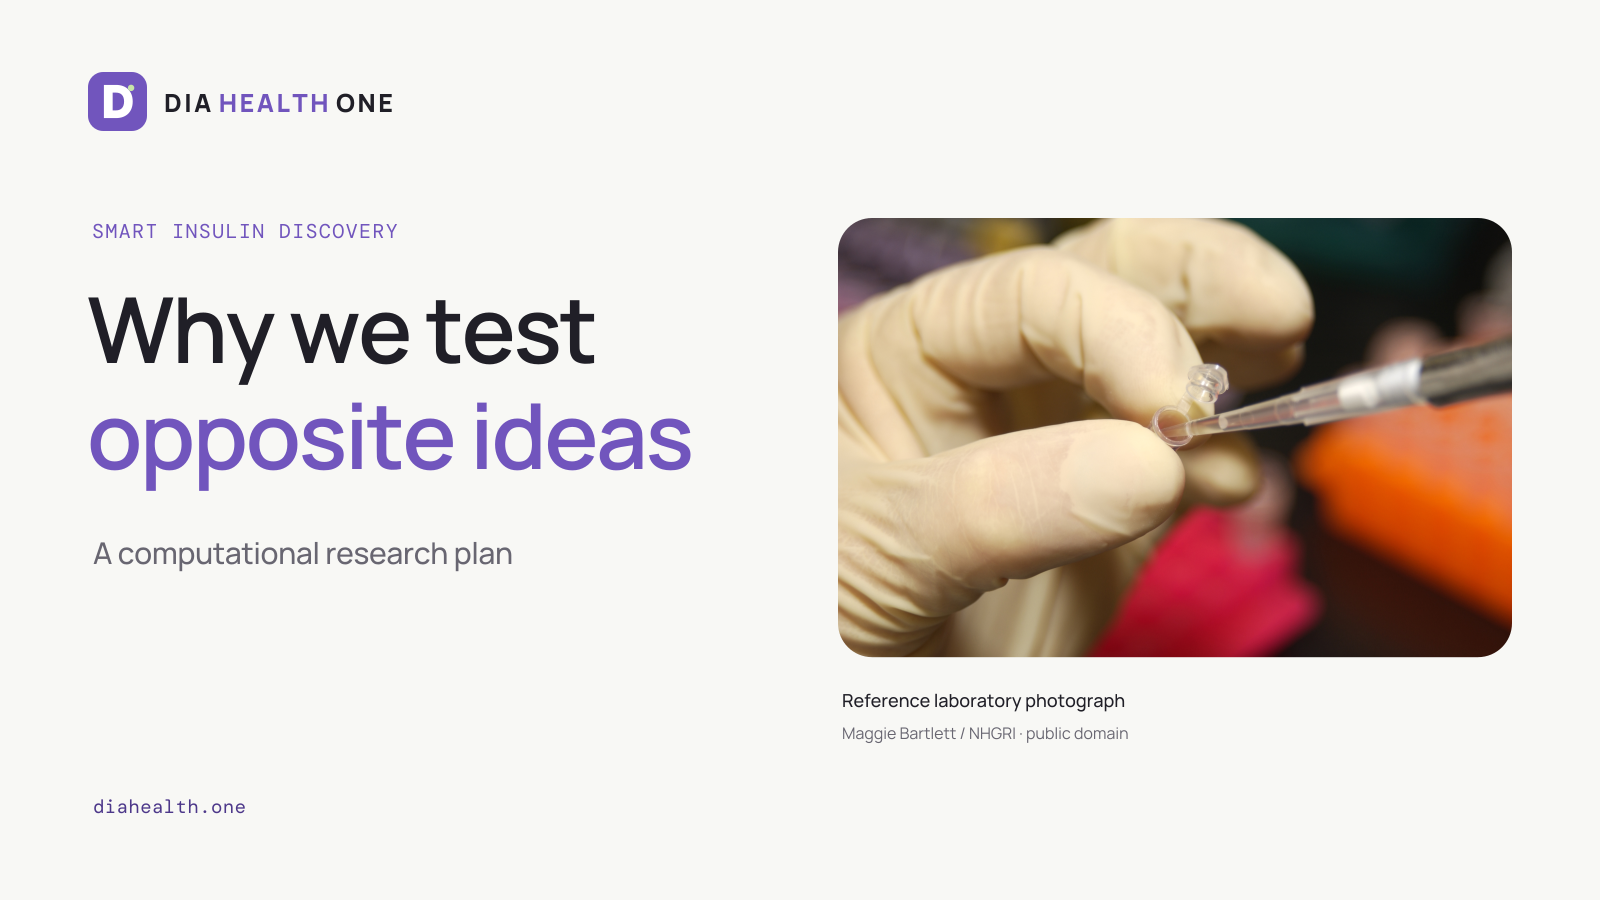 D
DIA HEALTH ONE
SMART INSULIN DISCOVERY
Why we test
opposite ideas
A computational research plan
Reference laboratory photograph
Maggie Bartlett / NHGRI · public domain
diahealth.one